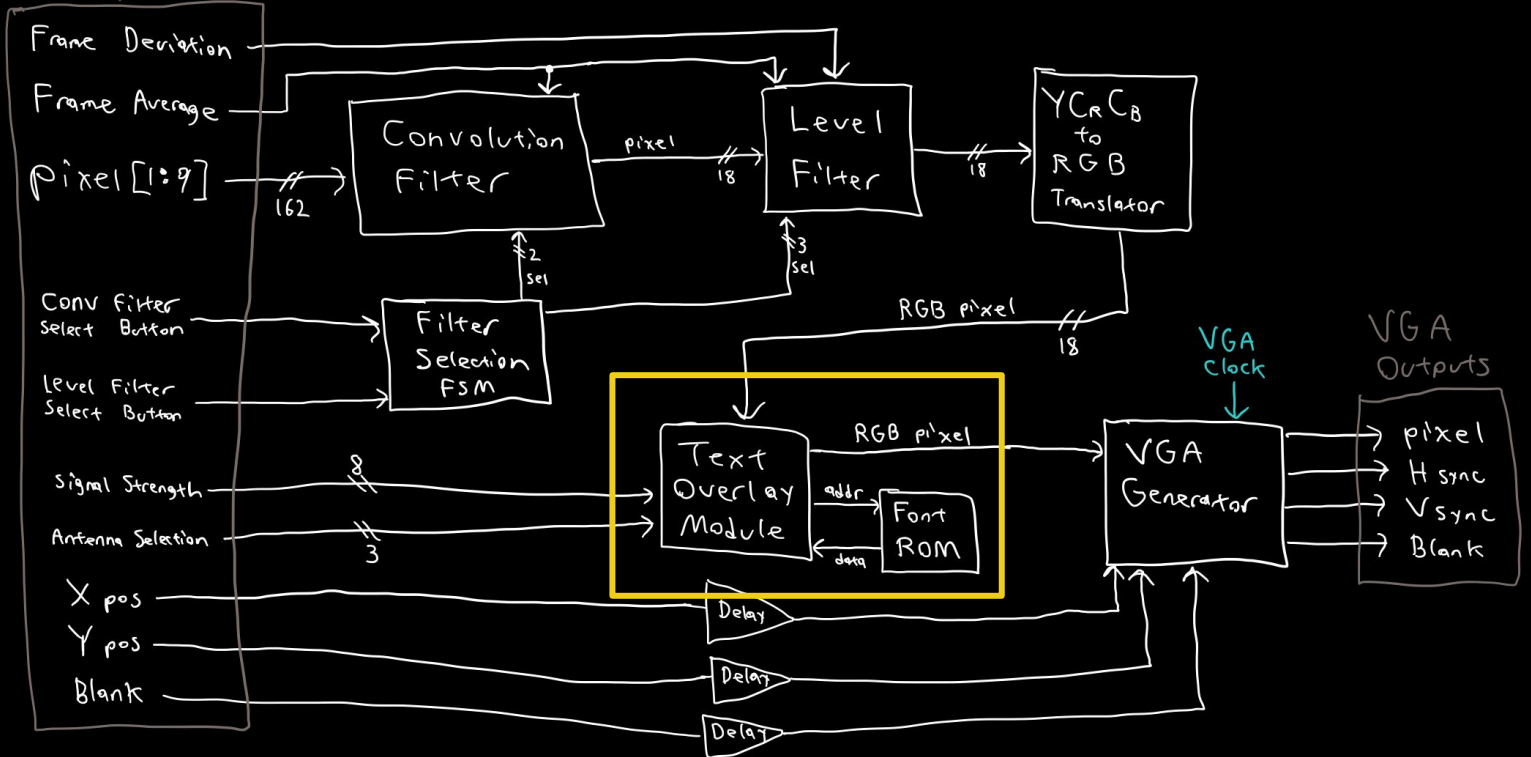 Frame Deviation
Frame Average
pixel[1:9]
162
Convolution
Filter
pixel
18
Level
Filter
18
YCRCB
to
RGB
Translator
2
sel
3
sel
Conv Filter
Select Button
Level Filter
Select Button
Filter
Selection
FSM
RGB pixel
18
Signal Strength
8
Antenna Selection
3
Text
Overlay
Module
RGB pixel
addr
data
Font
ROM
VGA
Clock
VGA
Generator
VGA
Outputs
pixel
H sync
V sync
Blank
X pos
Delay
Y pos
Delay
Blank
Delay